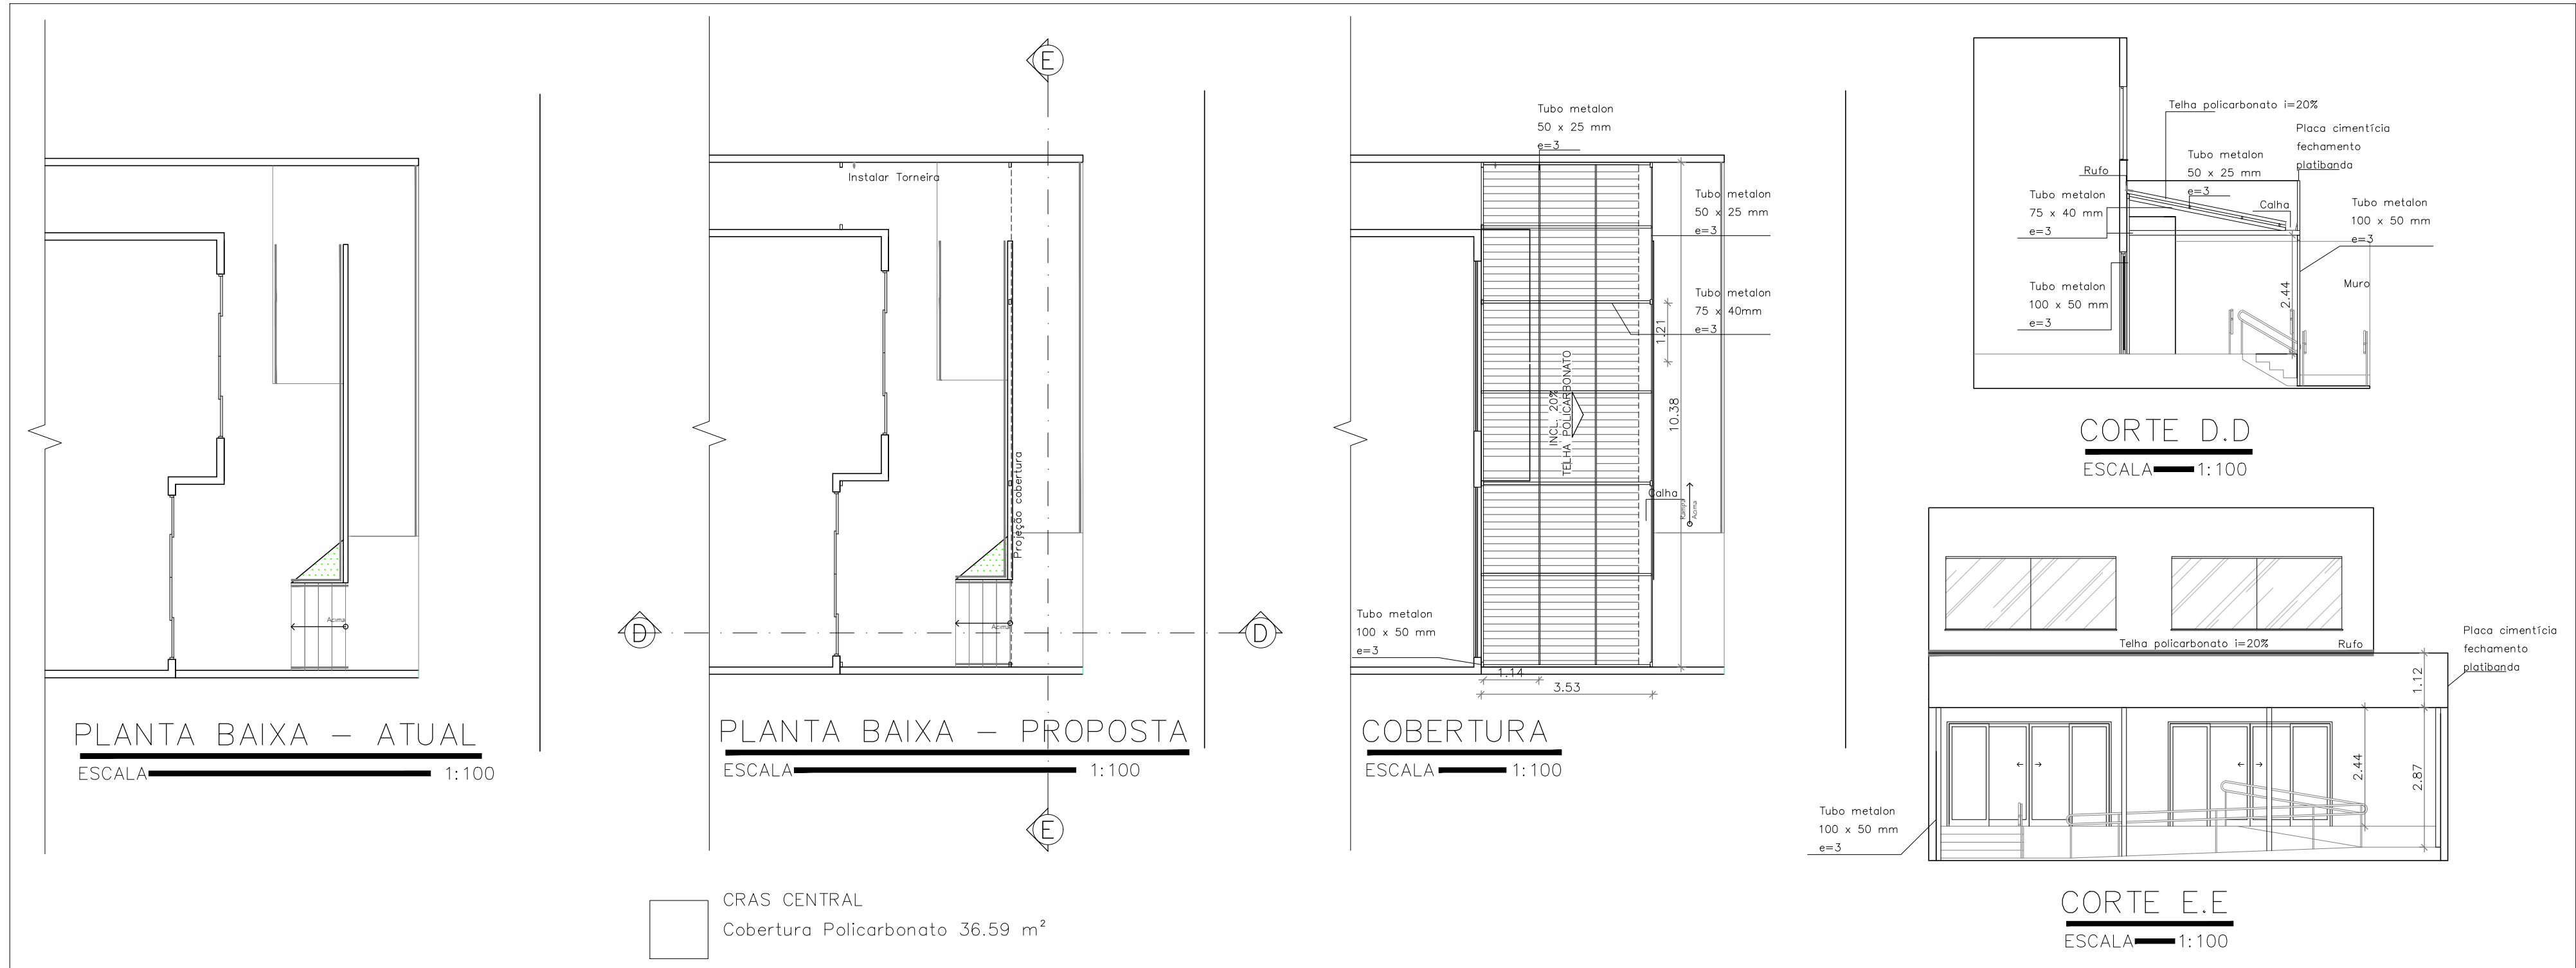 PLANTA BAIXA – ATUAL
ESCALA 1:100
Acima
E
Instalar Torneira
Projeção cobertura
Acima
D
D
E
PLANTA BAIXA – PROPOSTA
ESCALA 1:100
Tubo metalon
50 x 25 mm
e=3
Tubo metalon
50 x 25 mm
e=3
Tubo metalon
75 x 40mm
e=3
1.21
10.38
INCL. 20%
TELHA POLICARBONATO
Calha
Rampa
Acima
Tubo metalon
100 x 50 mm
e=3
1.14
3.53
COBERTURA
ESCALA 1:100
Telha policarbonato i=20%
Placa cimentícia
fechamento
platibanda
Tubo metalon
50 x 25 mm
e=3
Rufo
Tubo metalon
75 x 40 mm
e=3
Calha
Tubo metalon
100 x 50 mm
e=3
Tubo metalon
100 x 50 mm
e=3
2.44
Muro
CORTE D.D
ESCALA 1:100
Telha policarbonato i=20%
Rufo
Placa cimentícia
fechamento
platibanda
1.12
2.44
2.87
Tubo metalon
100 x 50 mm
e=3
CORTE E.E
ESCALA 1:100
CRAS CENTRAL
Cobertura Policarbonato 36.59 m²